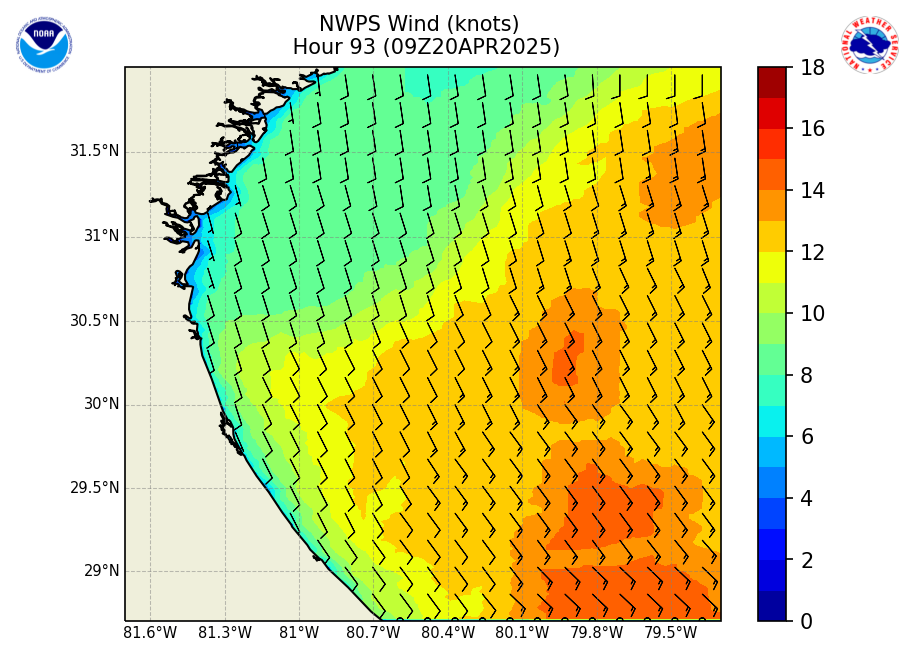 NWPS Wind (knots)
Hour 93 (09Z20APR2025)
NOAA
NATIONAL WEATHER SERVICE
31.5°N
31°N
30.5°N
30°N
29.5°N
29°N
81.6°W 81.3°W 81°W 80.7°W 80.4°W 80.1°W 79.8°W 79.5°W
18
16
14
12
10
8
6
4
2
0